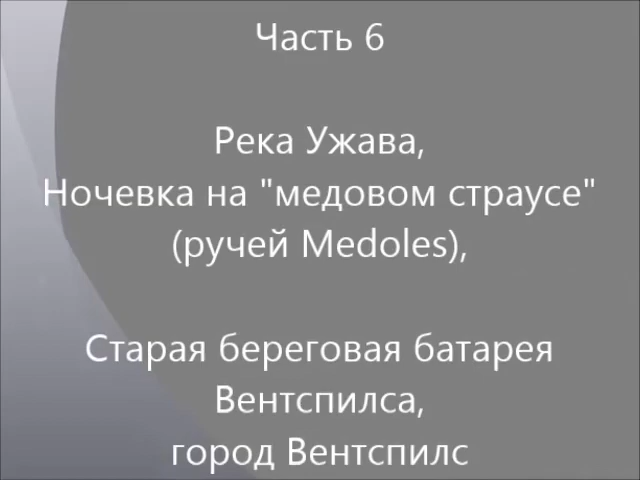 Часть 6
Река Ужава,
Ночевка на "медовом страусе"
(ручей Medoles),
Старая береговая батарея
Вентспилса,
город Вентспилс